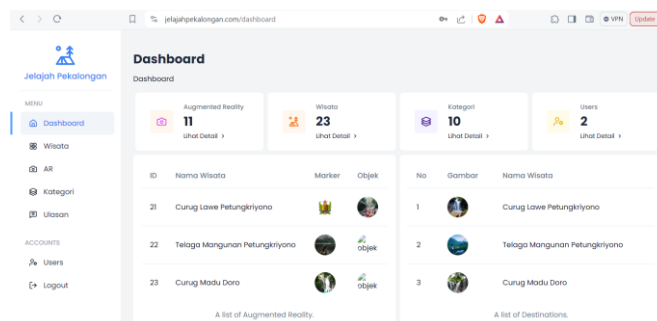 jelajahpekalongan.com/dashboard
VPN
Update
Jelajah Pekalongan
MENU
Dashboard
Wisata
AR
Kategori
Ulasan
ACCOUNTS
Users
Logout
Dashboard
Dashboard
Augmented Reality
11
Lihat Detail
Wisata
23
Lihat Detail
Kategori
10
Lihat Detail
Users
2
Lihat Detail
ID Nama Wisata Marker Objek
21 Curug Lawe Petungkriyono
22 Telaga Mangunan Petungkriyono objek
23 Curug Madu Doro objek
A list of Augmented Reality.
No Gambar Nama Wisata
1 Curug Lawe Petungkriyono
2 Telaga Mangunan Petungkriyono
3 Curug Madu Doro
A list of Destinations.